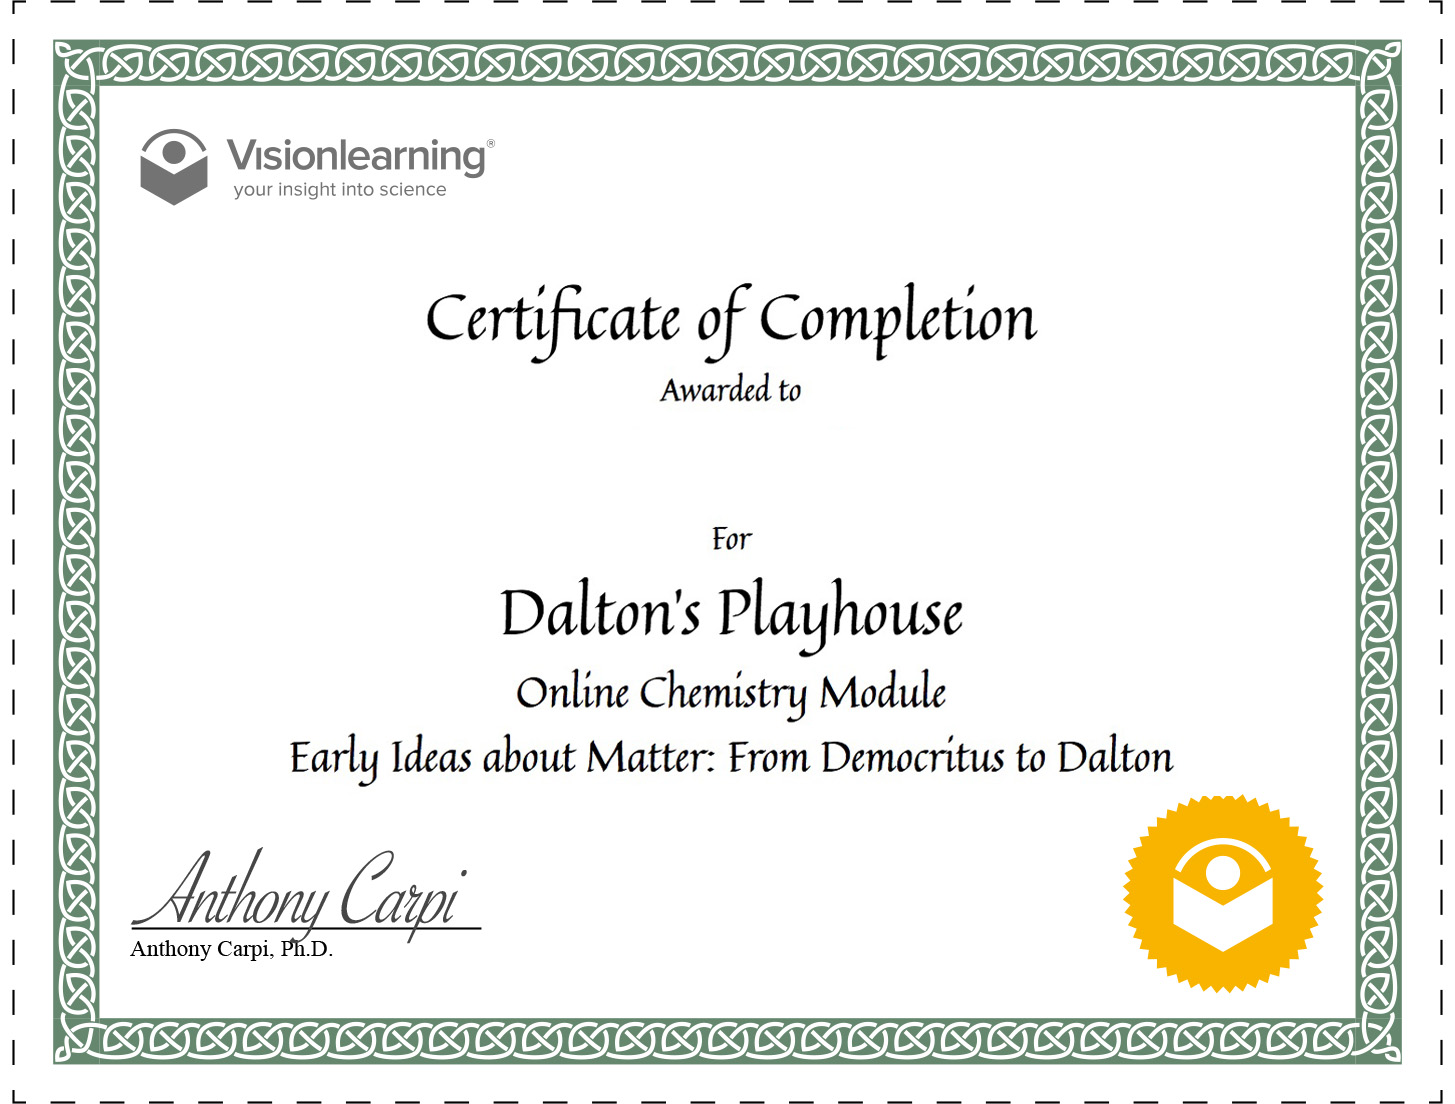 Visionlearning®
your insight into science
Certificate of Completion
Awarded to
For
Dalton's Playhouse
Online Chemistry Module
Early Ideas about Matter: From Democritus to Dalton
Anthony Carpi
Anthony Carpi, Ph.D.